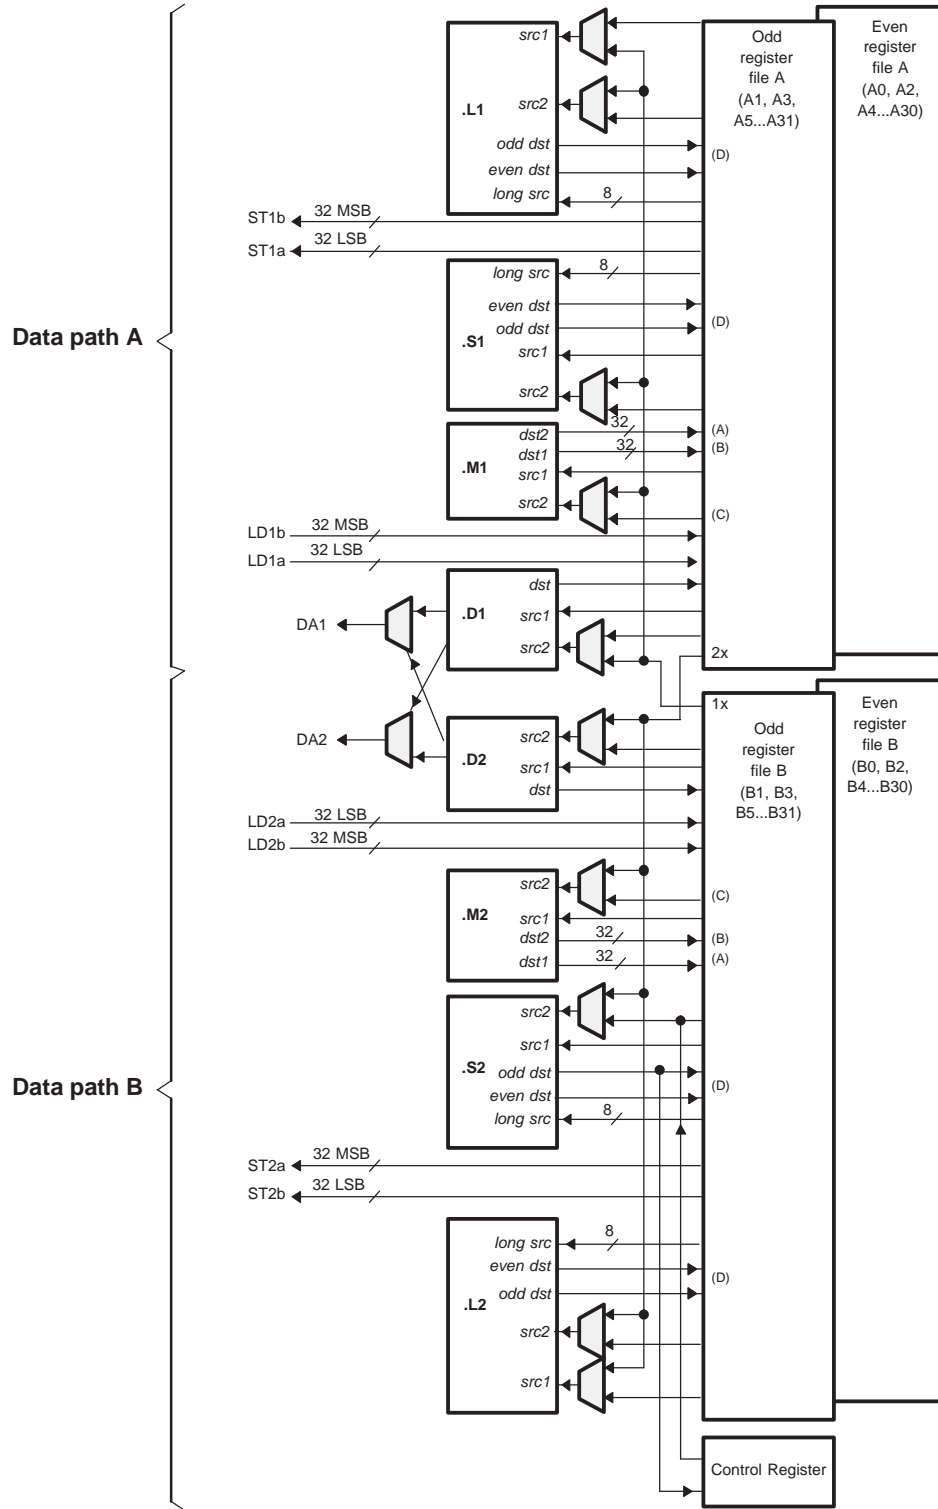 Odd
register
file A
(A1, A3,
A5...A31)
Even
register
file A
(A0, A2,
A4...A30)
src1
.L1
src2
odd dst
(D)
even dst
long src
8
ST1b
32 MSB
ST1a
32 LSB
long src
8
even dst
odd dst
(D)
Data path A
.S1
src1
src2
32
dst2
(A)
32
dst1
(B)
.M1
src1
src2
(C)
LD1b
32 MSB
LD1a
32 LSB
dst
.D1
src1
DA1
src2
2x
1x
Odd
register
file B
(B1, B3,
B5...B31)
Even
register
file B
(B0, B2,
B4...B30)
DA2
src2
.D2
src1
dst
LD2a
32 LSB
LD2b
32 MSB
src2
(C)
.M2
src1
dst2
32
(B)
dst1
32
(A)
src2
src1
.S2
odd dst
(D)
Data path B
even dst
long src
8
ST2a
32 MSB
ST2b
32 LSB
long src
8
even dst
(D)
odd dst
.L2
src2
src1
Control Register